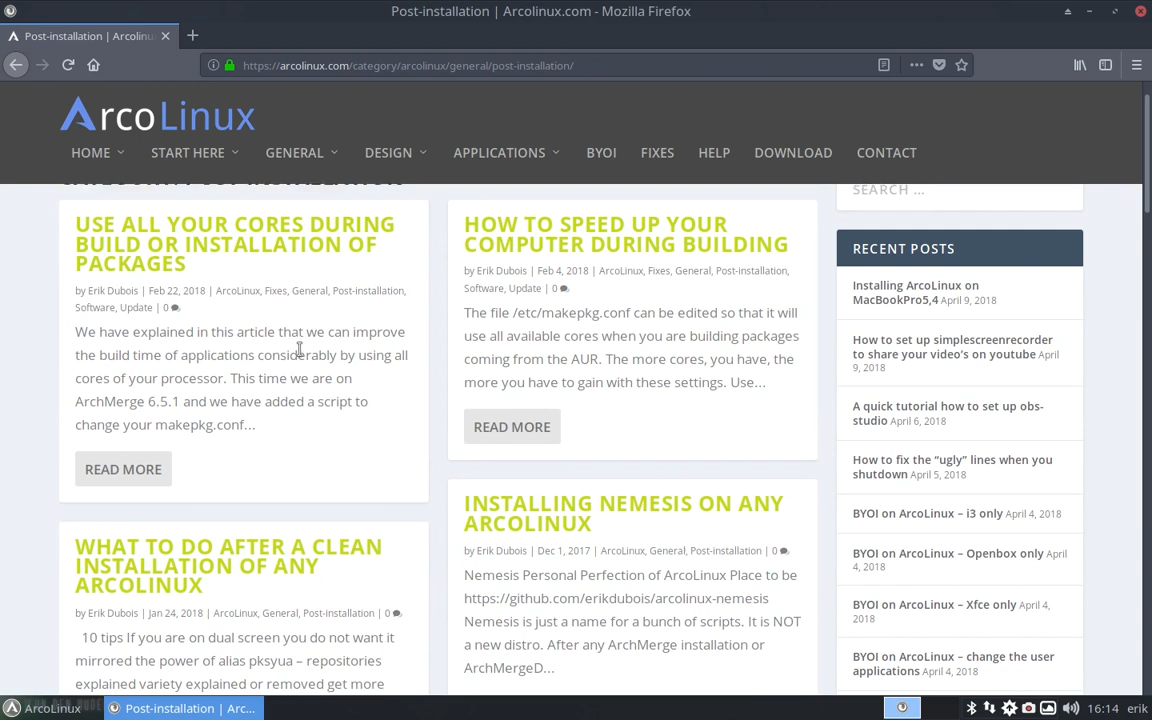 Post-installation | Arcolinux.com - Mozilla Firefox
Post-installation | Arcolinu
https://arcolinux.com/category/arcolinux/general/post-installation/
ArcoLinux
HOME START HERE GENERAL DESIGN APPLICATIONS BYOI FIXES HELP DOWNLOAD CONTACT
USE ALL YOUR CORES DURING
BUILD OR INSTALLATION OF
PACKAGES
by Erik Dubois | Feb 22, 2018 | ArcoLinux, Fixes, General, Post-installation,
Software, Update | 0
We have explained in this article that we can improve
the build time of applications considerably by using all
cores of your processor. This time we are on
ArchMerge 6.5.1 and we have added a script to
change your makepkg.conf...
READ MORE
WHAT TO DO AFTER A CLEAN
INSTALLATION OF ANY
ARCOLINUX
by Erik Dubois | Jan 24, 2018 | ArcoLinux, General, Post-installation | 0
10 tips If you are on dual screen you do not want it
mirrored the power of alias pksyua – repositories
explained variety explained or removed get more
HOW TO SPEED UP YOUR
COMPUTER DURING BUILDING
by Erik Dubois | Feb 4, 2018 | ArcoLinux, Fixes, General, Post-installation,
Software, Update | 0
The file /etc/makepkg.conf can be edited so that it will
use all available cores when you are building packages
coming from the AUR. The more cores, you have, the
more you have to gain with these settings. Use...
READ MORE
INSTALLING NEMESIS ON ANY
ARCOLINUX
by Erik Dubois | Dec 1, 2017 | ArcoLinux, General, Post-installation | 0
Nemesis Personal Perfection of ArcoLinux Place to be
https://github.com/erikdubois/arcolinux-nemesis
Nemesis is just a name for a bunch of scripts. It is NOT
a new distro. After any ArchMerge installation or
ArchMergeD...
SEARCH ...
RECENT POSTS
Installing ArcoLinux on
MacBookPro5,4 April 9, 2018
How to set up simplescreenrecorder
to share your video's on youtube April
9, 2018
A quick tutorial how to set up obs-
studio April 6, 2018
How to fix the “ugly” lines when you
shutdown April 5, 2018
BYOI on ArcoLinux – i3 only April 4, 2018
BYOI on ArcoLinux – Openbox only April
4, 2018
BYOI on ArcoLinux – Xfce only April 4,
2018
BYOI on ArcoLinux – change the user
applications April 4, 2018
ArcoLinux
Post-installation | Arc...
16:14 erik